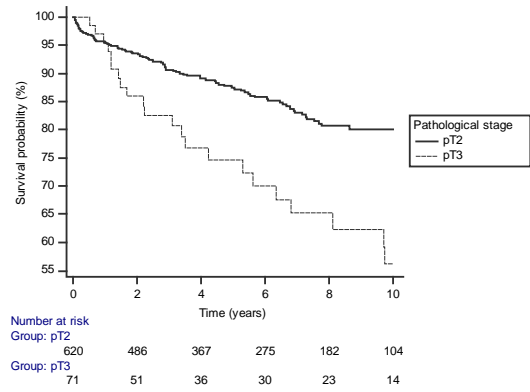 100
95
90
85
80
75
70
65
60
55
Survival probability (%)
0 2 4 6 8 10
Time (years)
Pathological stage
pT2
pT3
Number at risk
Group: pT2
620 486 367 275 182 104
Group: pT3
71 51 36 30 23 14